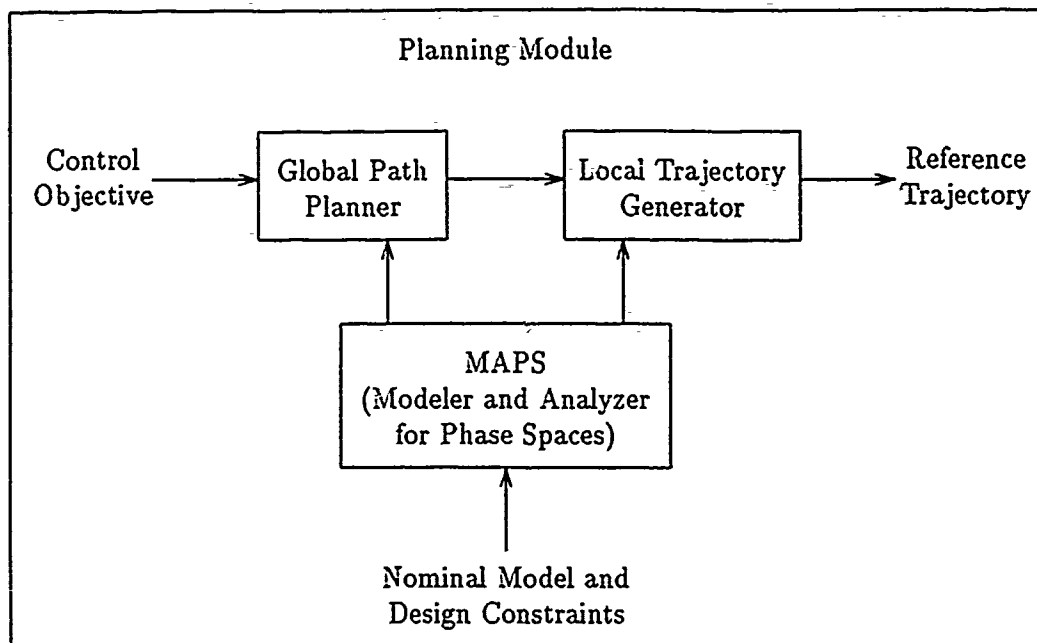 Planning Module
Control
Objective
Global Path
Planner
Local Trajectory
Generator
Reference
Trajectory
MAPS
(Modeler and Analyzer
for Phase Spaces)
Nominal Model and
Design Constraints